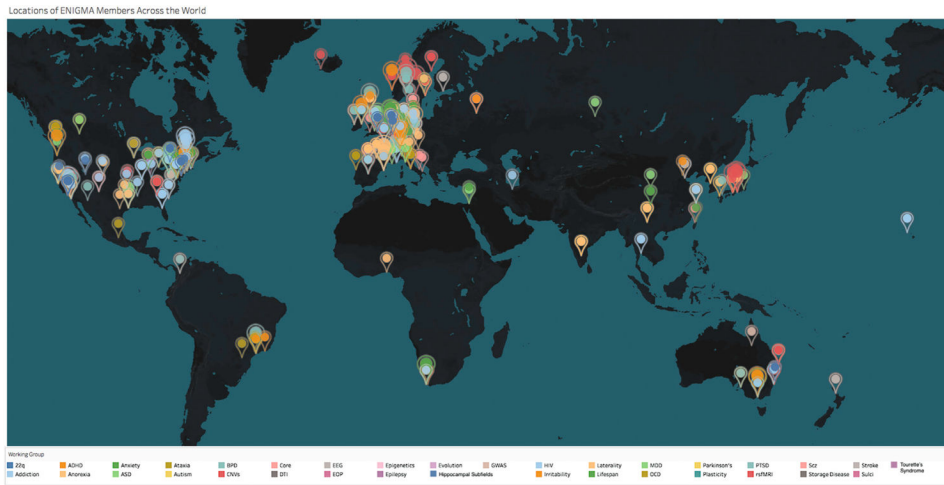 Locations of ENIGMA Members Across the World
Working Group
22q ADHD Anxiety Ataxia BPD Core EEG Epigenetics Evolution GWAS HIV Laterality MDD Parkinson's PTSD Scz Stroke Tourette's
Addiction Anorexia ASD Autism CNVs DTI EOP Epilepsy Hippocampal Subfields Irritability Lifespan OCD Plasticity rsfMRI Storage Disease Sulci Syndrome